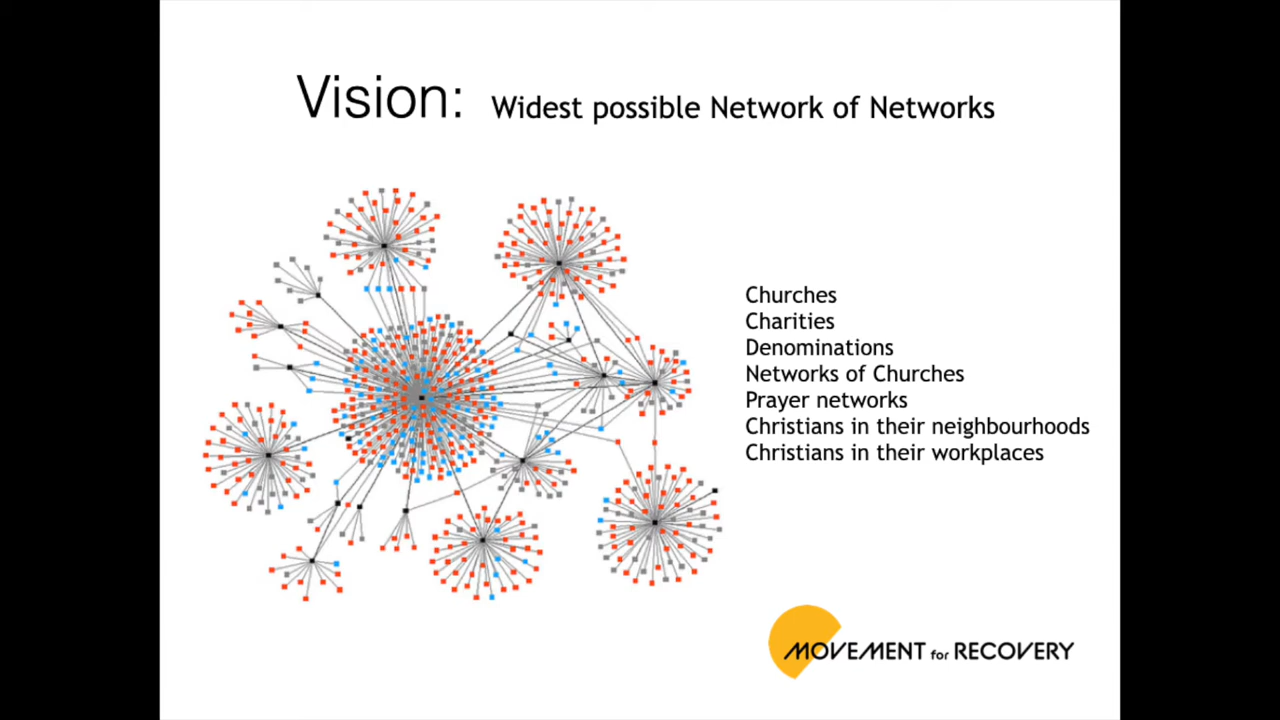 Vision: Widest possible Network of Networks
Churches
Charities
Denominations
Networks of Churches
Prayer networks
Christians in their neighbourhoods
Christians in their workplaces
MOVEMENT for RECOVERY